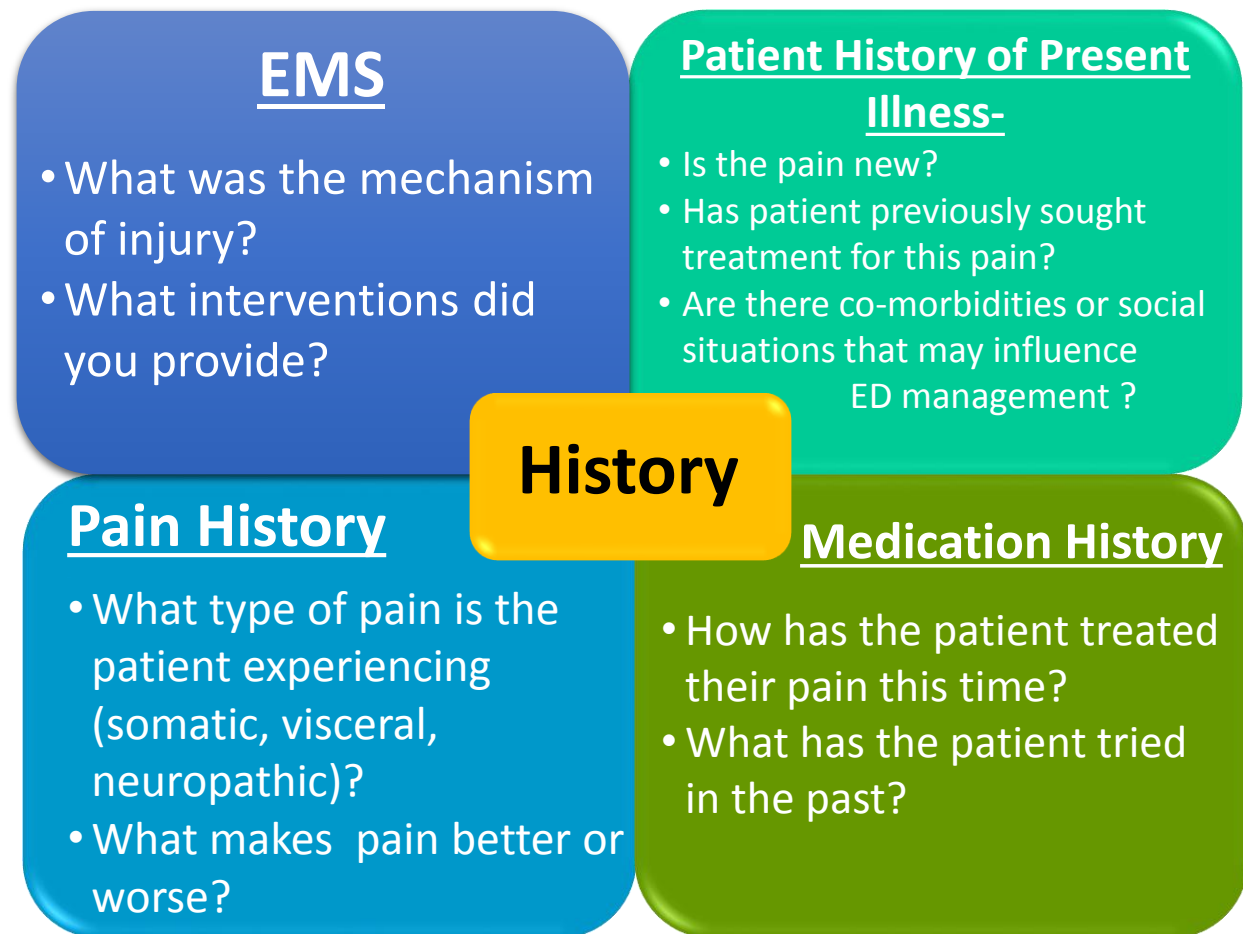 EMS
• What was the mechanism
of injury?
• What interventions did
you provide?
Patient History of Present
Illness-
• Is the pain new?
• Has patient previously sought
treatment for this pain?
• Are there co-morbidities or social
situations that may influence
ED management ?
History
Pain History
• What type of pain is the
patient experiencing
(somatic, visceral,
neuropathic)?
• What makes  pain better or
worse?
Medication History
• How has the patient treated
their pain this time?
• What has the patient tried
in the past?